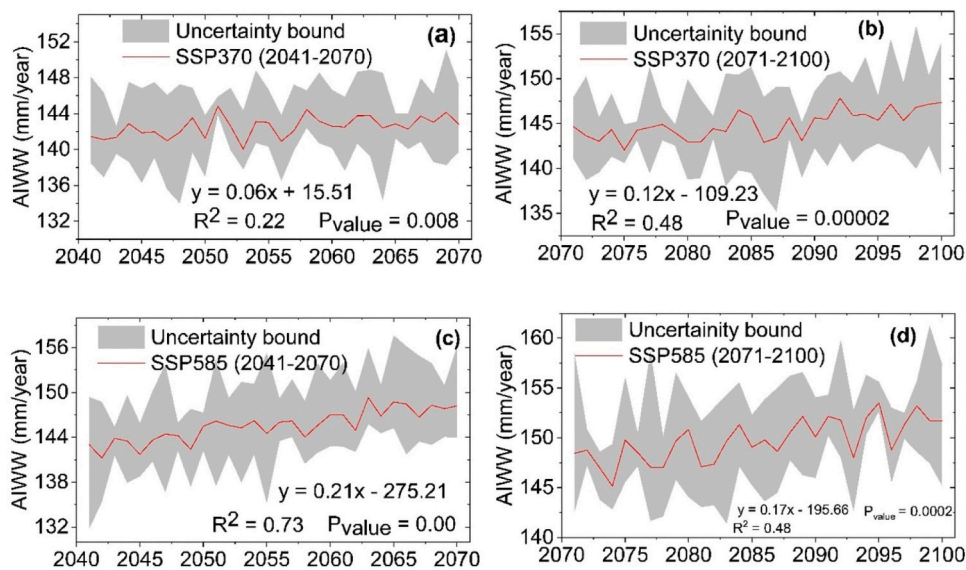 (a)
Uncertainty bound
SSP370 (2041-2070)
AIWW (mm/year)
152
148
144
140
136
132
y = 0.06x + 15.51
R² = 0.22 Pvalue = 0.008
2040 2045 2050 2055 2060 2065 2070
(b)
Uncertainty bound
SSP370 (2071-2100)
AIWW (mm/year)
155
150
145
140
135
y = 0.12x - 109.23
R² = 0.48 Pvalue = 0.00002
2070 2075 2080 2085 2090 2095 2100
(c)
Uncertainty bound
SSP585 (2041-2070)
AIWW (mm/year)
156
150
144
138
132
y = 0.21x - 275.21
R² = 0.73 Pvalue = 0.00
2040 2045 2050 2055 2060 2065 2070
(d)
Uncertainity bound
SSP585 (2071-2100)
AIWW (mm/year)
160
155
150
145
140
y = 0.17x - 195.66 Pvalue = 0.0002
R² = 0.48
2070 2075 2080 2085 2090 2095 2100